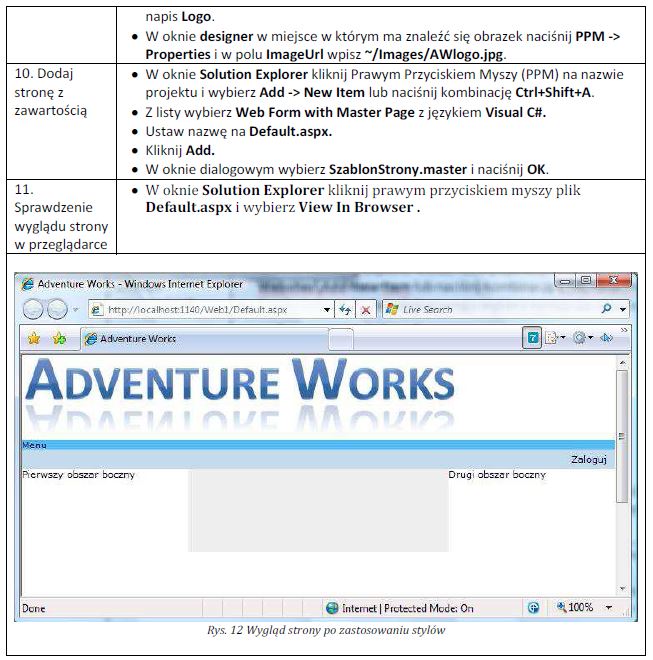 napis Logo.
• W oknie designer w miejsce w którym ma znaleźć się obrazek naciśnij PPM ->
Properties i w polu ImageUrl wpisz ~/Images/AWlogo.jpg.
10. Dodaj
stronę z
zawartością
• W oknie Solution Explorer kliknij Prawym Przyciskiem Myszy (PPM) na nazwie
projektu i wybierz Add -> New Item lub naciśnij kombinację Ctrl+Shift+A.
• Z listy wybierz Web Form with Master Page z językiem Visual C#.
• Ustaw nazwę na Default.aspx.
• Kliknij Add.
• W oknie dialogowym wybierz SzablonStrony.master i naciśnij OK.
11.
Sprawdzenie
wyglądu strony
w przeglądarce
• W oknie Solution Explorer kliknij prawym przyciskiem myszy plik
Default.aspx i wybierz View In Browser .
Adventure Works - Windows Internet Explorer
http://localhost:1140/Web1/Default.aspx
Live Search
Adventure Works
ADVENTURE WORKS
Menu
Zaloguj
Pierwszy obszar boczny
Drugi obszar boczny
Done
Internet | Protected Mode: On
100%
Rys. 12 Wygląd strony po zastosowaniu stylów